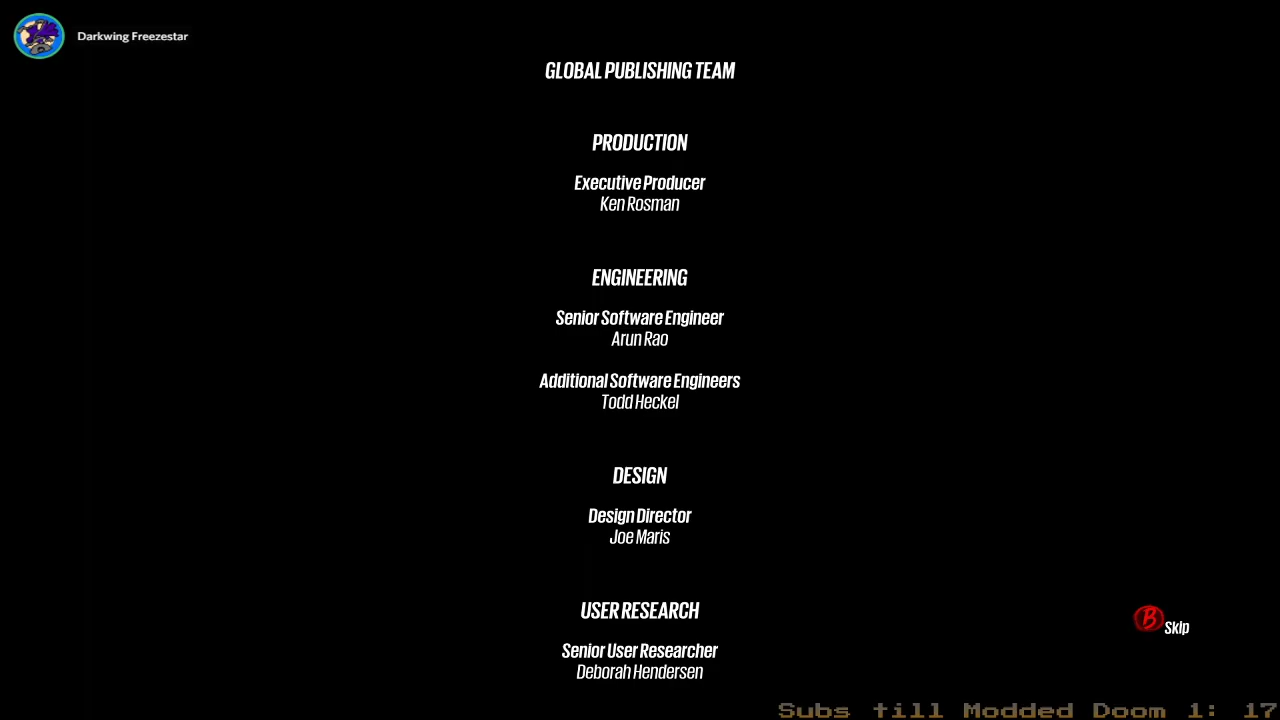 Darkwing Freezestar
GLOBAL PUBLISHING TEAM
PRODUCTION
Executive Producer
Ken Rosman
ENGINEERING
Senior Software Engineer
Arun Rao
Additional Software Engineers
Todd Heckel
DESIGN
Design Director
Joe Maris
USER RESEARCH
Senior User Researcher
Deborah Hendersen
B Skip
Subs till Modded Doom 1: 17